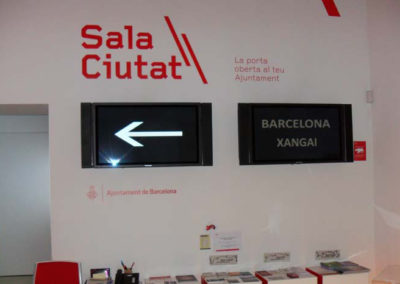 Sala
Ciutat
La porta
oberta al teu
Ajuntament
BARCELONA
XANGAI
Ajuntament de Barcelona